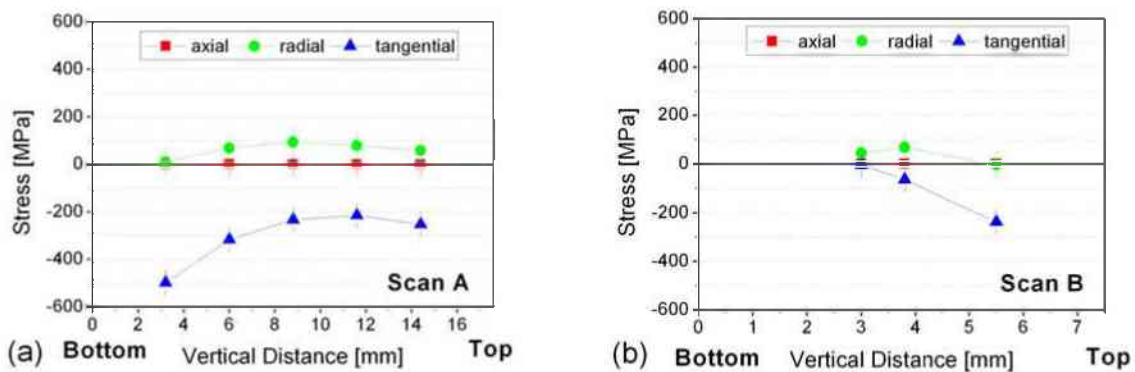 600
400
200
0
-200
-400
-600
Stress [MPa]
axial radial tangential
Scan A
0 2 4 6 8 10 12 14 16
(a) Bottom Vertical Distance [mm] Top
600
400
200
0
-200
-400
-600
Stress [MPa]
axial radial tangential
Scan B
0 1 2 3 4 5 6 7
(b) Bottom Vertical Distance [mm] Top